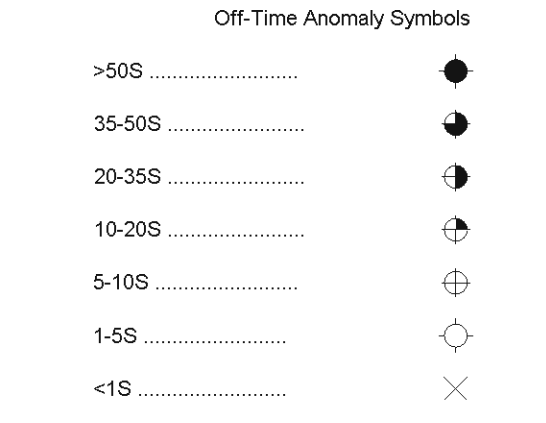 Off-Time Anomaly Symbols
>50S ..........................
35-50S ........................
20-35S ........................
10-20S ........................
5-10S .........................
1-5S .........................
<1S ..........................